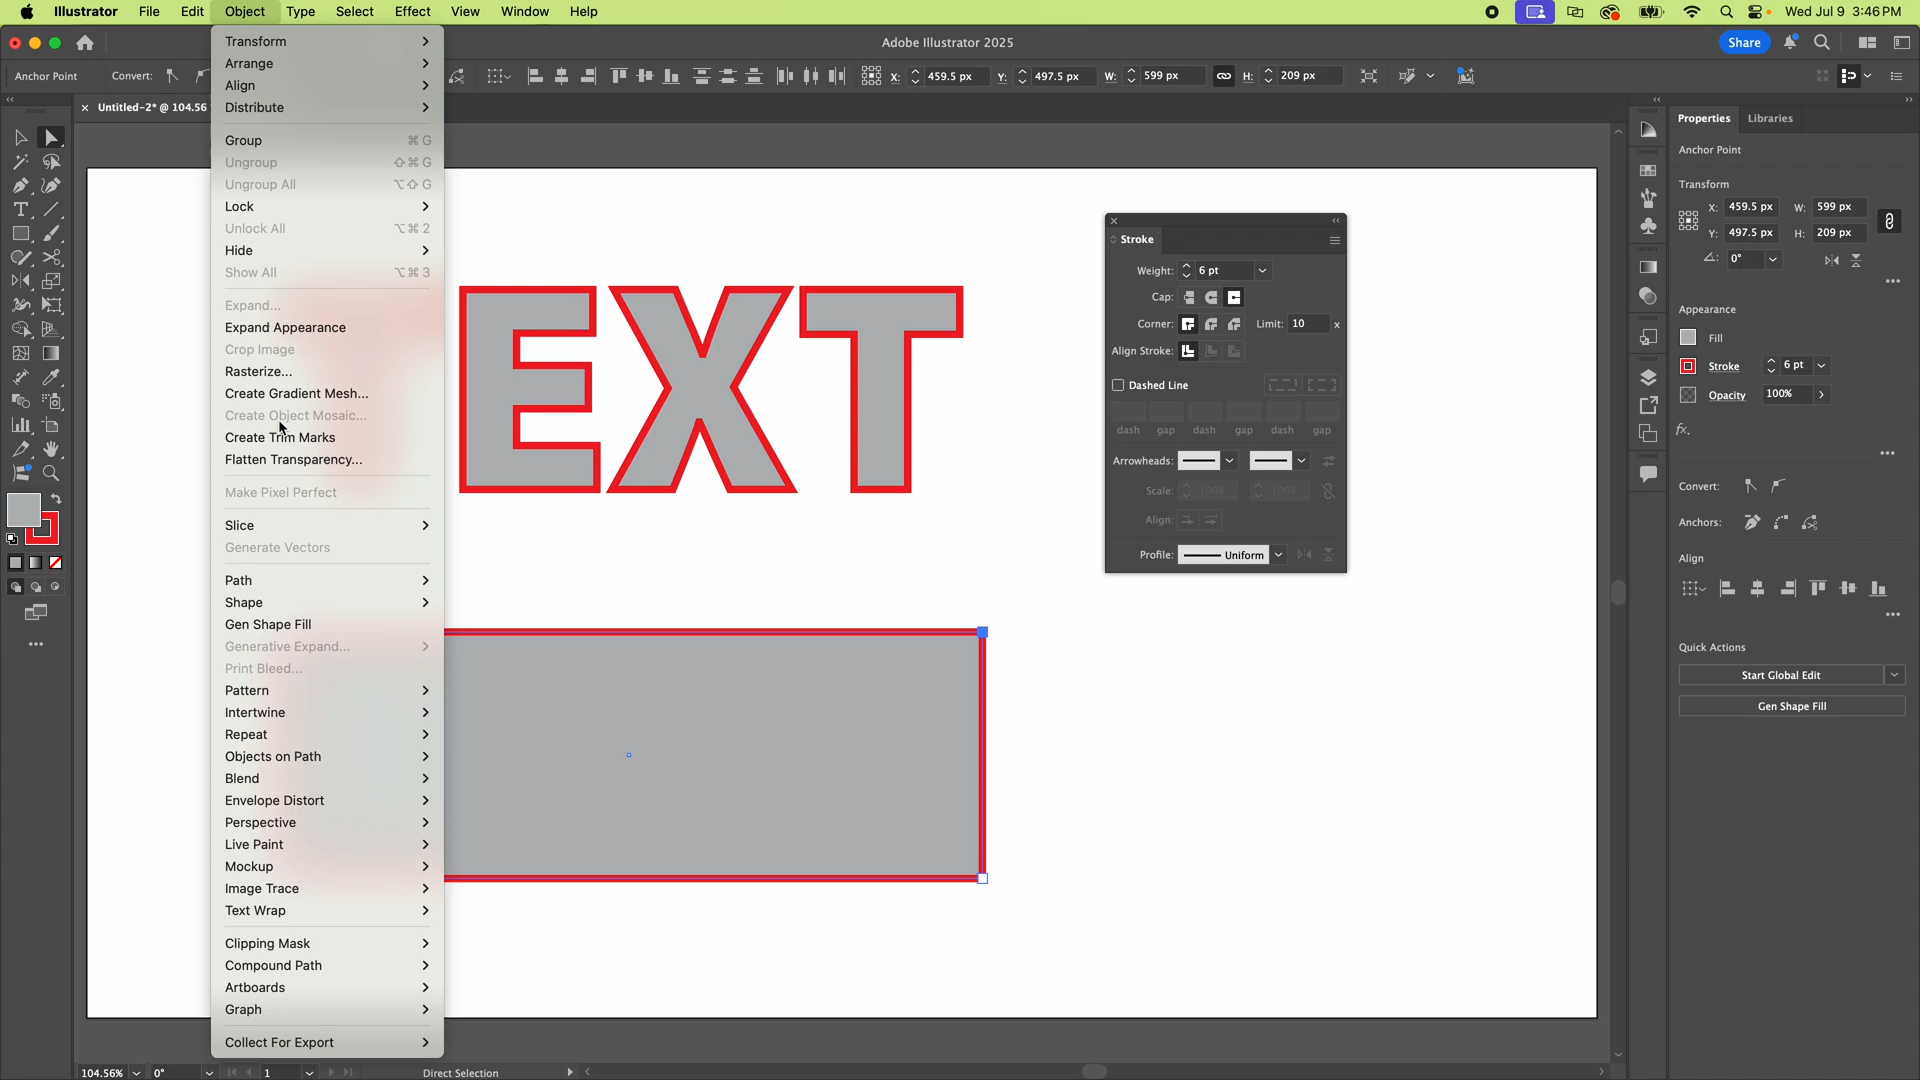 Illustrator File Edit Object Type Select Effect View Window Help Wed Jul 9 3:46 PM
Adobe Illustrator 2025 Share
Anchor Point Convert: X: 459.5 px Y: 497.5 px W: 599 px H: 209 px
× Untitled-2* @ 104.56
Transform
Arrange
Align
Distribute
Group ⌘ G
Ungroup ⇧⌘ G
Ungroup All ⌥⇧ G
Lock
Unlock All ⌥⌘ 2
Hide
Show All ⌥⌘ 3
Expand...
Expand Appearance
Crop Image
Rasterize...
Create Gradient Mesh...
Create Object Mosaic...
Create Trim Marks
Flatten Transparency...
Make Pixel Perfect
Slice
Generate Vectors
Path
Shape
Gen Shape Fill
Generative Expand...
Print Bleed...
Pattern
Intertwine
Repeat
Objects on Path
Blend
Envelope Distort
Perspective
Live Paint
Mockup
Image Trace
Text Wrap
Clipping Mask
Compound Path
Artboards
Graph
Collect For Export
EXT
Stroke
Weight: 6 pt
Cap:
Corner: Limit: 10 x
Align Stroke:
Dashed Line
dash gap dash gap dash gap
Arrowheads:
Scale: 100% 100%
Align:
Profile: Uniform
Properties Libraries
Anchor Point
Transform
X: 459.5 px W: 599 px
Y: 497.5 px H: 209 px
0°
Appearance
Fill
Stroke 6 pt
Opacity 100%
fx.
Convert:
Anchors:
Align
Quick Actions
Start Global Edit
Gen Shape Fill
104.56% 0° 1 Direct Selection